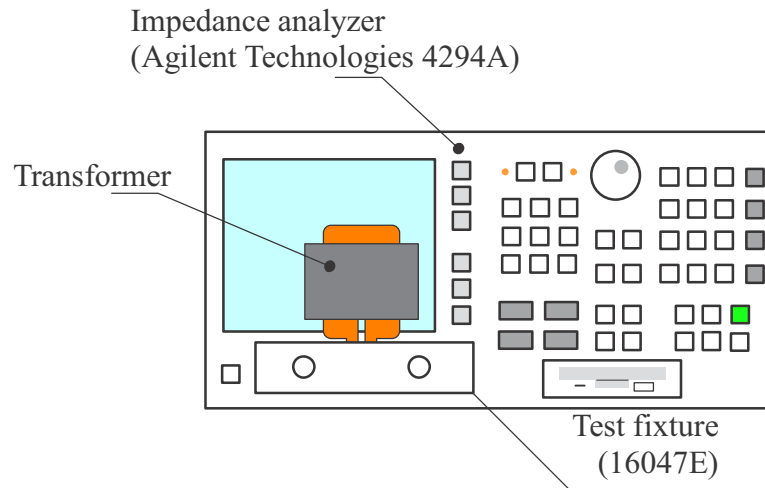 Impedance analyzer
(Agilent Technologies 4294A)
Transformer
Test fixture
(16047E)